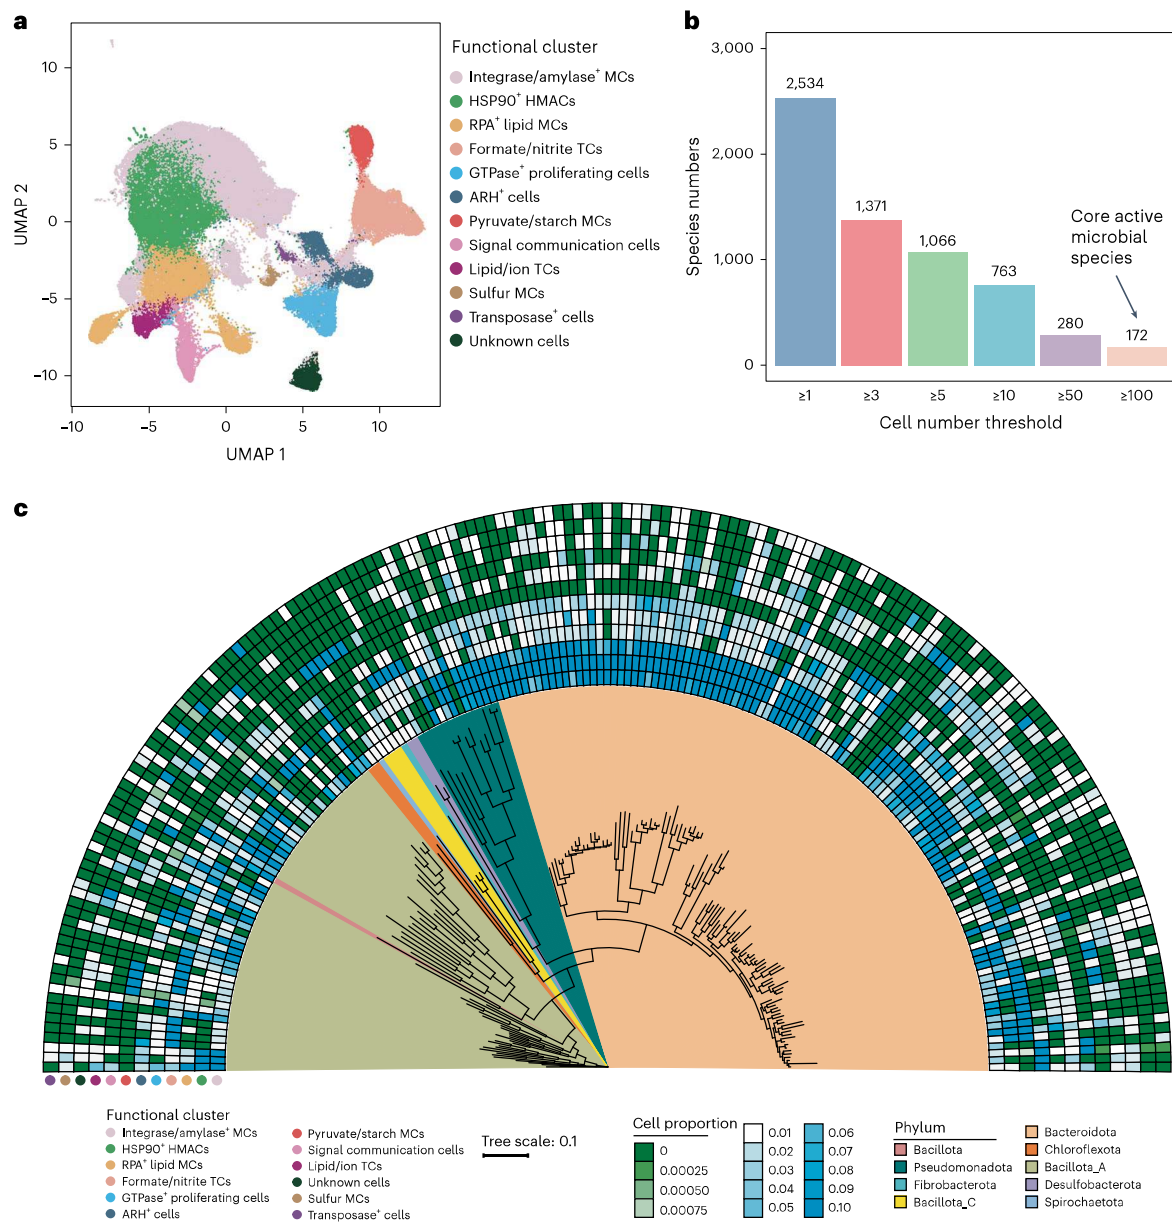 a
Functional cluster
Integrase/amylase⁺ MCs
HSP90⁺ HMACs
RPA⁺ lipid MCs
Formate/nitrite TCs
GTPase⁺ proliferating cells
ARH⁺ cells
Pyruvate/starch MCs
Signal communication cells
Lipid/ion TCs
Sulfur MCs
Transposase⁺ cells
Unknown cells
10
5
0
−5
−10
UMAP 2
−10 −5 0 5 10
UMAP 1
b
3,000
2,000
1,000
0
Species numbers
2,534
1,371
1,066
763
280
172
Core active
microbial
species
≥1 ≥3 ≥5 ≥10 ≥50 ≥100
Cell number threshold
c
Functional cluster
Integrase/amylase⁺ MCs
HSP90⁺ HMACs
RPA⁺ lipid MCs
Formate/nitrite TCs
GTPase⁺ proliferating cells
ARH⁺ cells
Pyruvate/starch MCs
Signal communication cells
Lipid/ion TCs
Unknown cells
Sulfur MCs
Transposase⁺ cells
Tree scale: 0.1
Cell proportion
0
0.00025
0.00050
0.00075
0.01
0.02
0.03
0.04
0.05
0.06
0.07
0.08
0.09
0.10
Phylum
Bacillota
Pseudomonadota
Fibrobacterota
Bacillota_C
Bacteroidota
Chloroflexota
Bacillota_A
Desulfobacterota
Spirochaetota